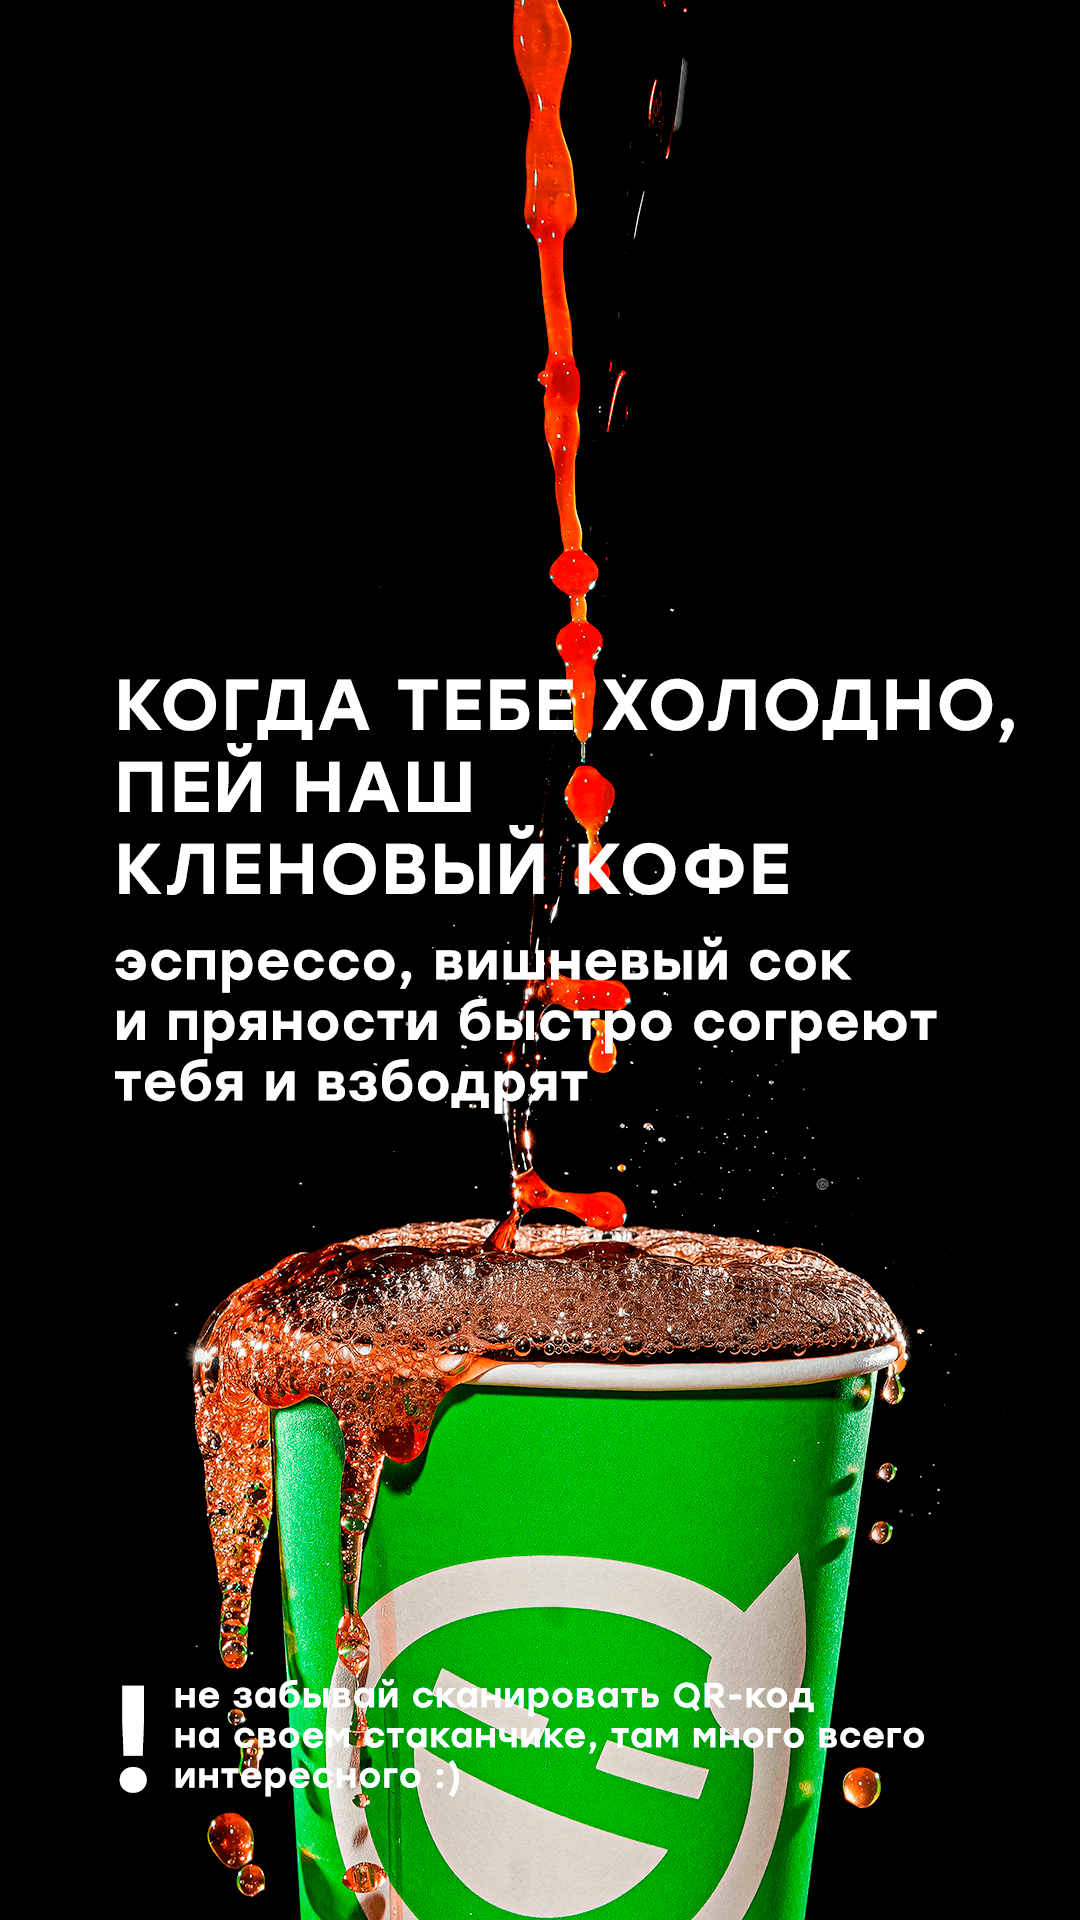 КОГДА ТЕБЕ ХОЛОДНО,
ПЕЙ НАШ
КЛЕНОВЫЙ КОФЕ
эспрессо, вишневый сок
и пряности быстро согреют
тебя и взбодрят
! не забывай сканировать QR-код
на своем стаканчике, там много всего
интересного :)